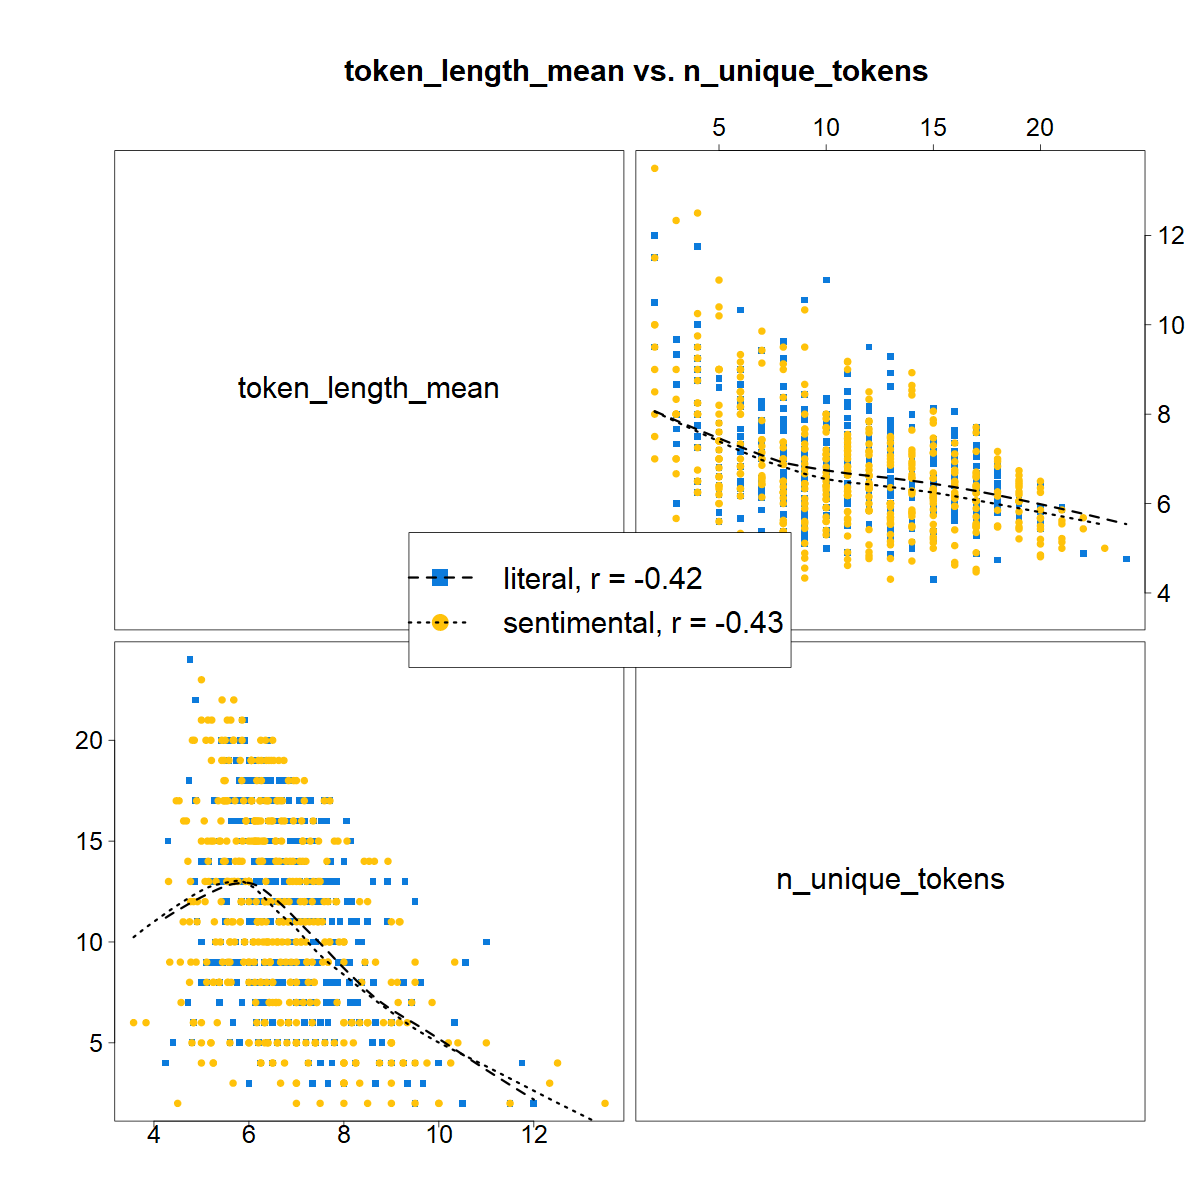 token_length_mean vs. n_unique_tokens
5 10 15 20
token_length_mean
12
10
8
6
4
literal, r = -0.42
sentimental, r = -0.43
20
15
10
5
n_unique_tokens
4 6 8 10 12